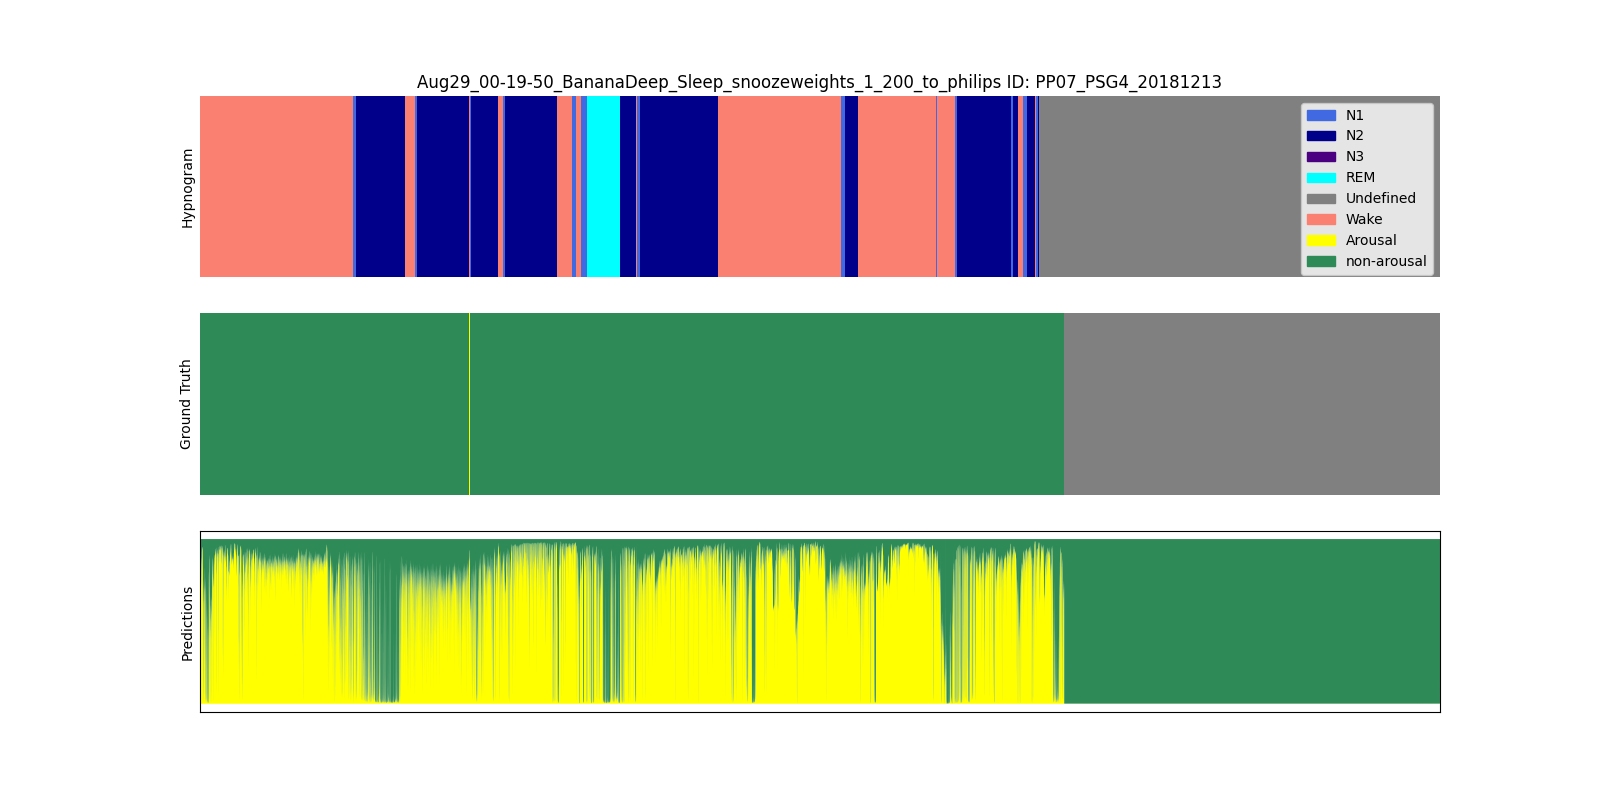 Aug29_00-19-50_BananaDeep_Sleep_snoozeweights_1_200_to_philips ID: PP07_PSG4_20181213
Hypnogram
N1
N2
N3
REM
Undefined
Wake
Arousal
non-arousal
Ground Truth
Predictions